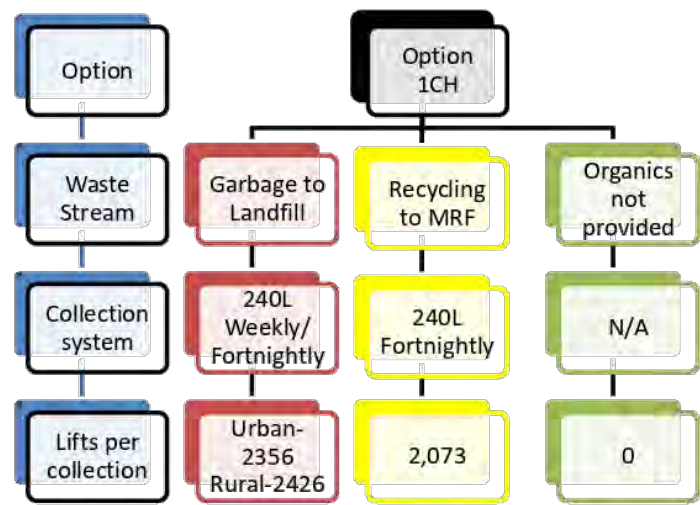 Option
Option
1CH
Waste
Stream
Garbage to
Landfill
Recycling
to MRF
Organics
not
provided
Collection
system
240L
Weekly/
Fortnightly
240L
Fortnightly
N/A
Lifts per
collection
Urban-
2356
Rural-2426
2,073
0